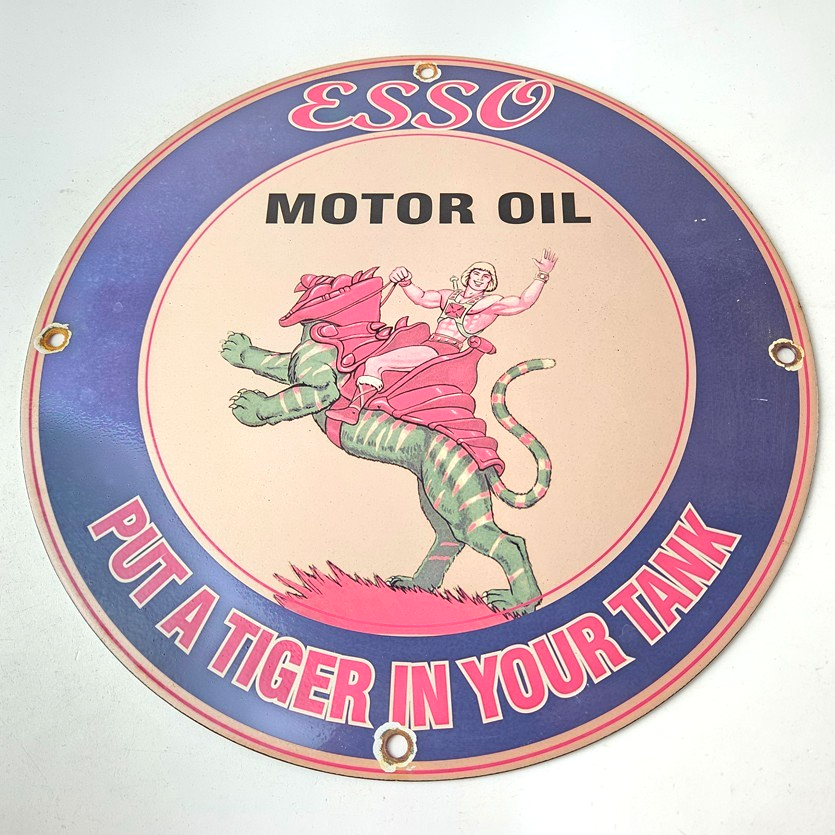 ESSO
MOTOR OIL
PUT A TIGER IN YOUR TANK